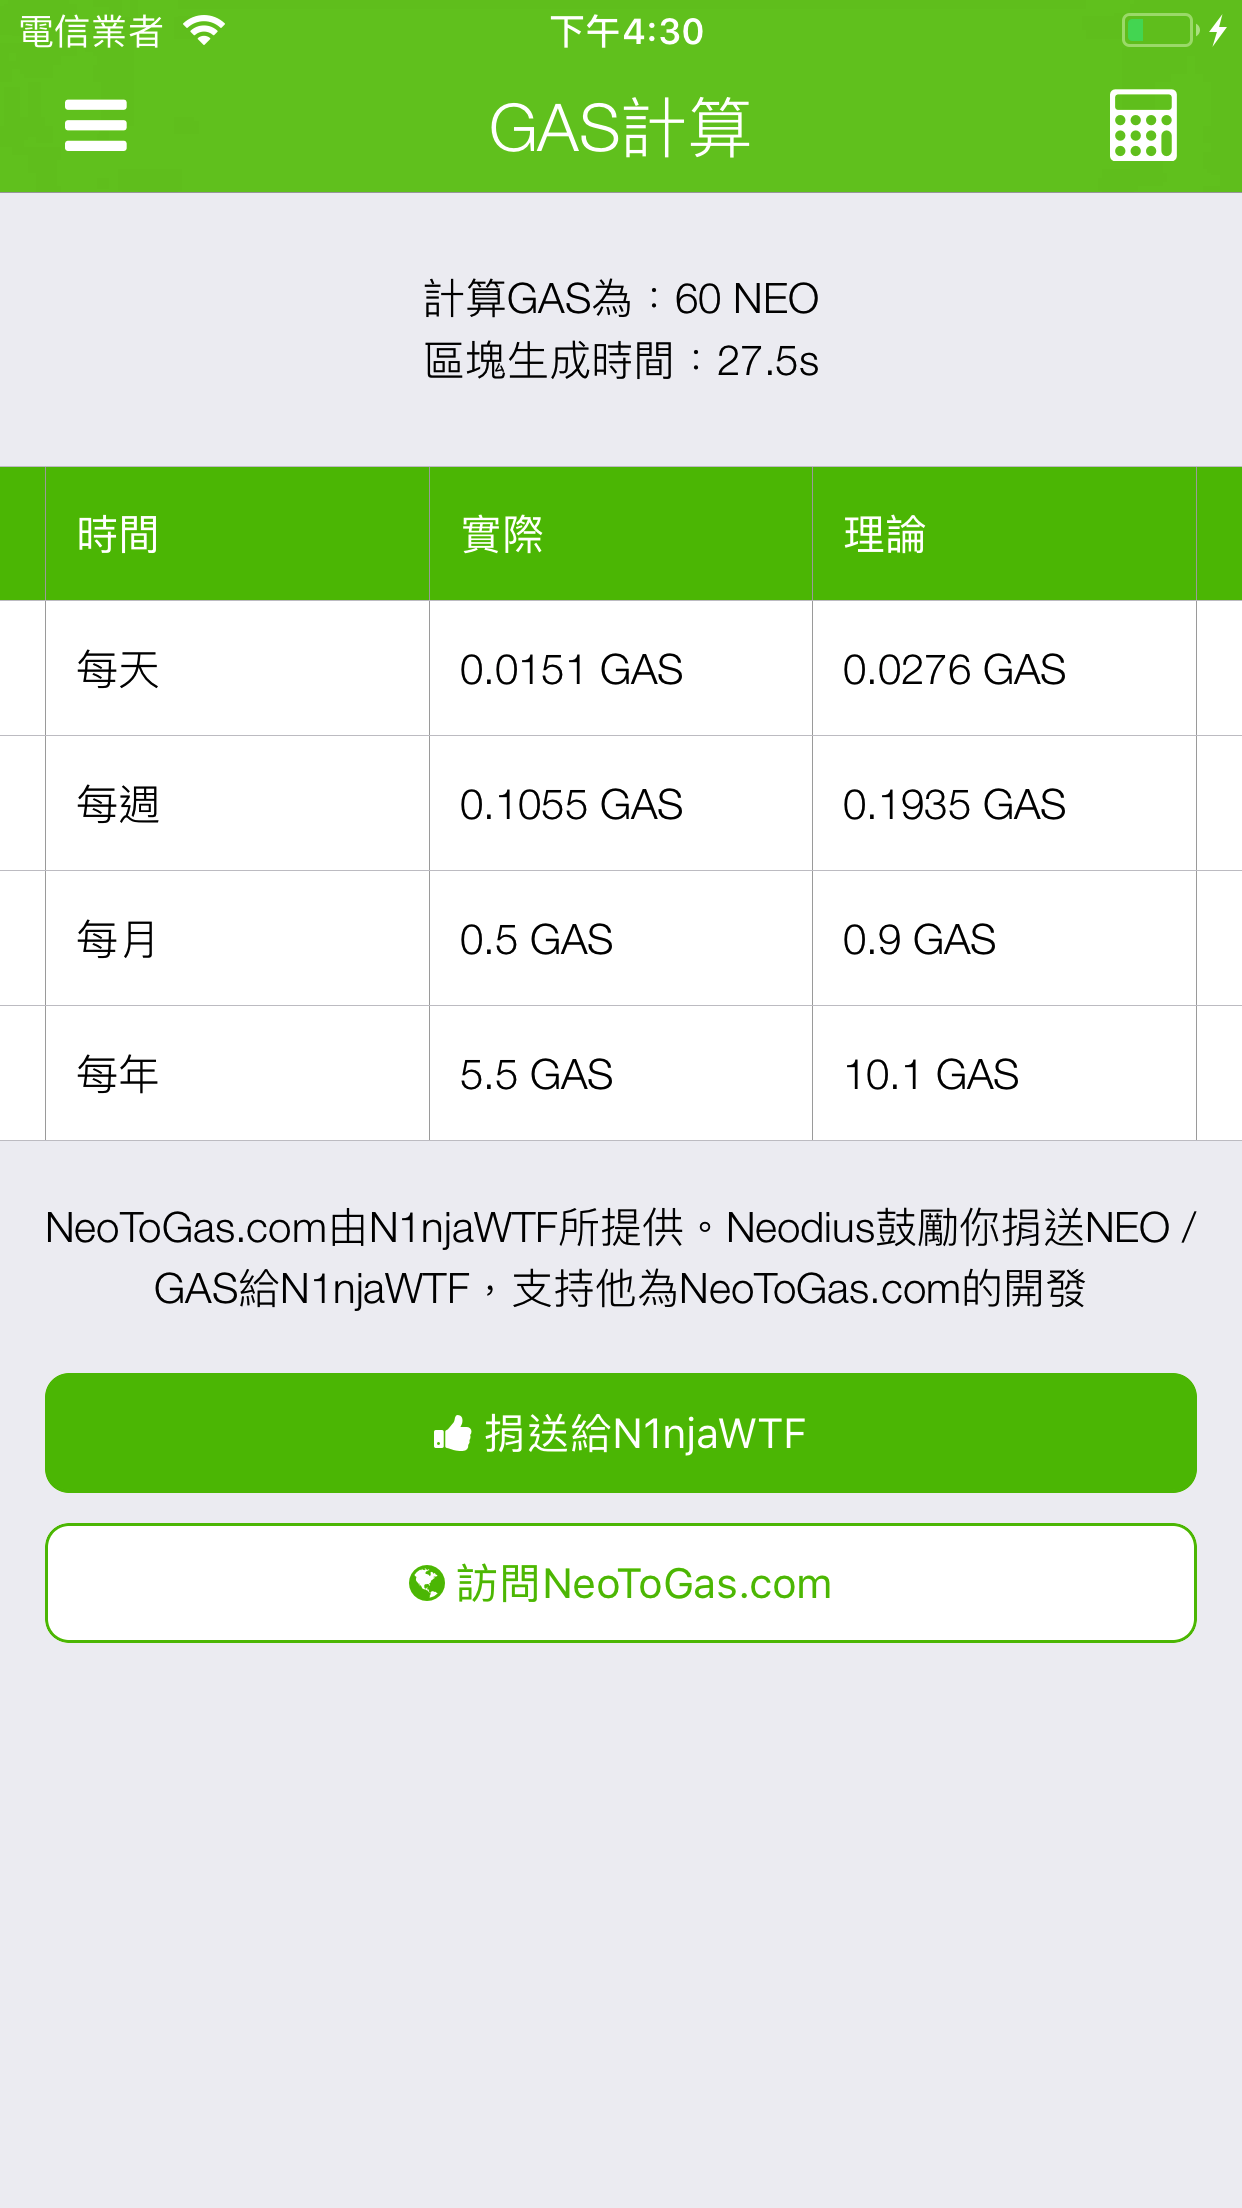 電信業者 下午4:30
GAS計算
計算GAS為：60 NEO
區塊生成時間：27.5s
時間 實際 理論
每天 0.0151 GAS 0.0276 GAS
每週 0.1055 GAS 0.1935 GAS
每月 0.5 GAS 0.9 GAS
每年 5.5 GAS 10.1 GAS
NeoToGas.com由N1njaWTF所提供。Neodius鼓勵你捐送NEO /
GAS給N1njaWTF，支持他為NeoToGas.com的開發
捐送給N1njaWTF
訪問NeoToGas.com